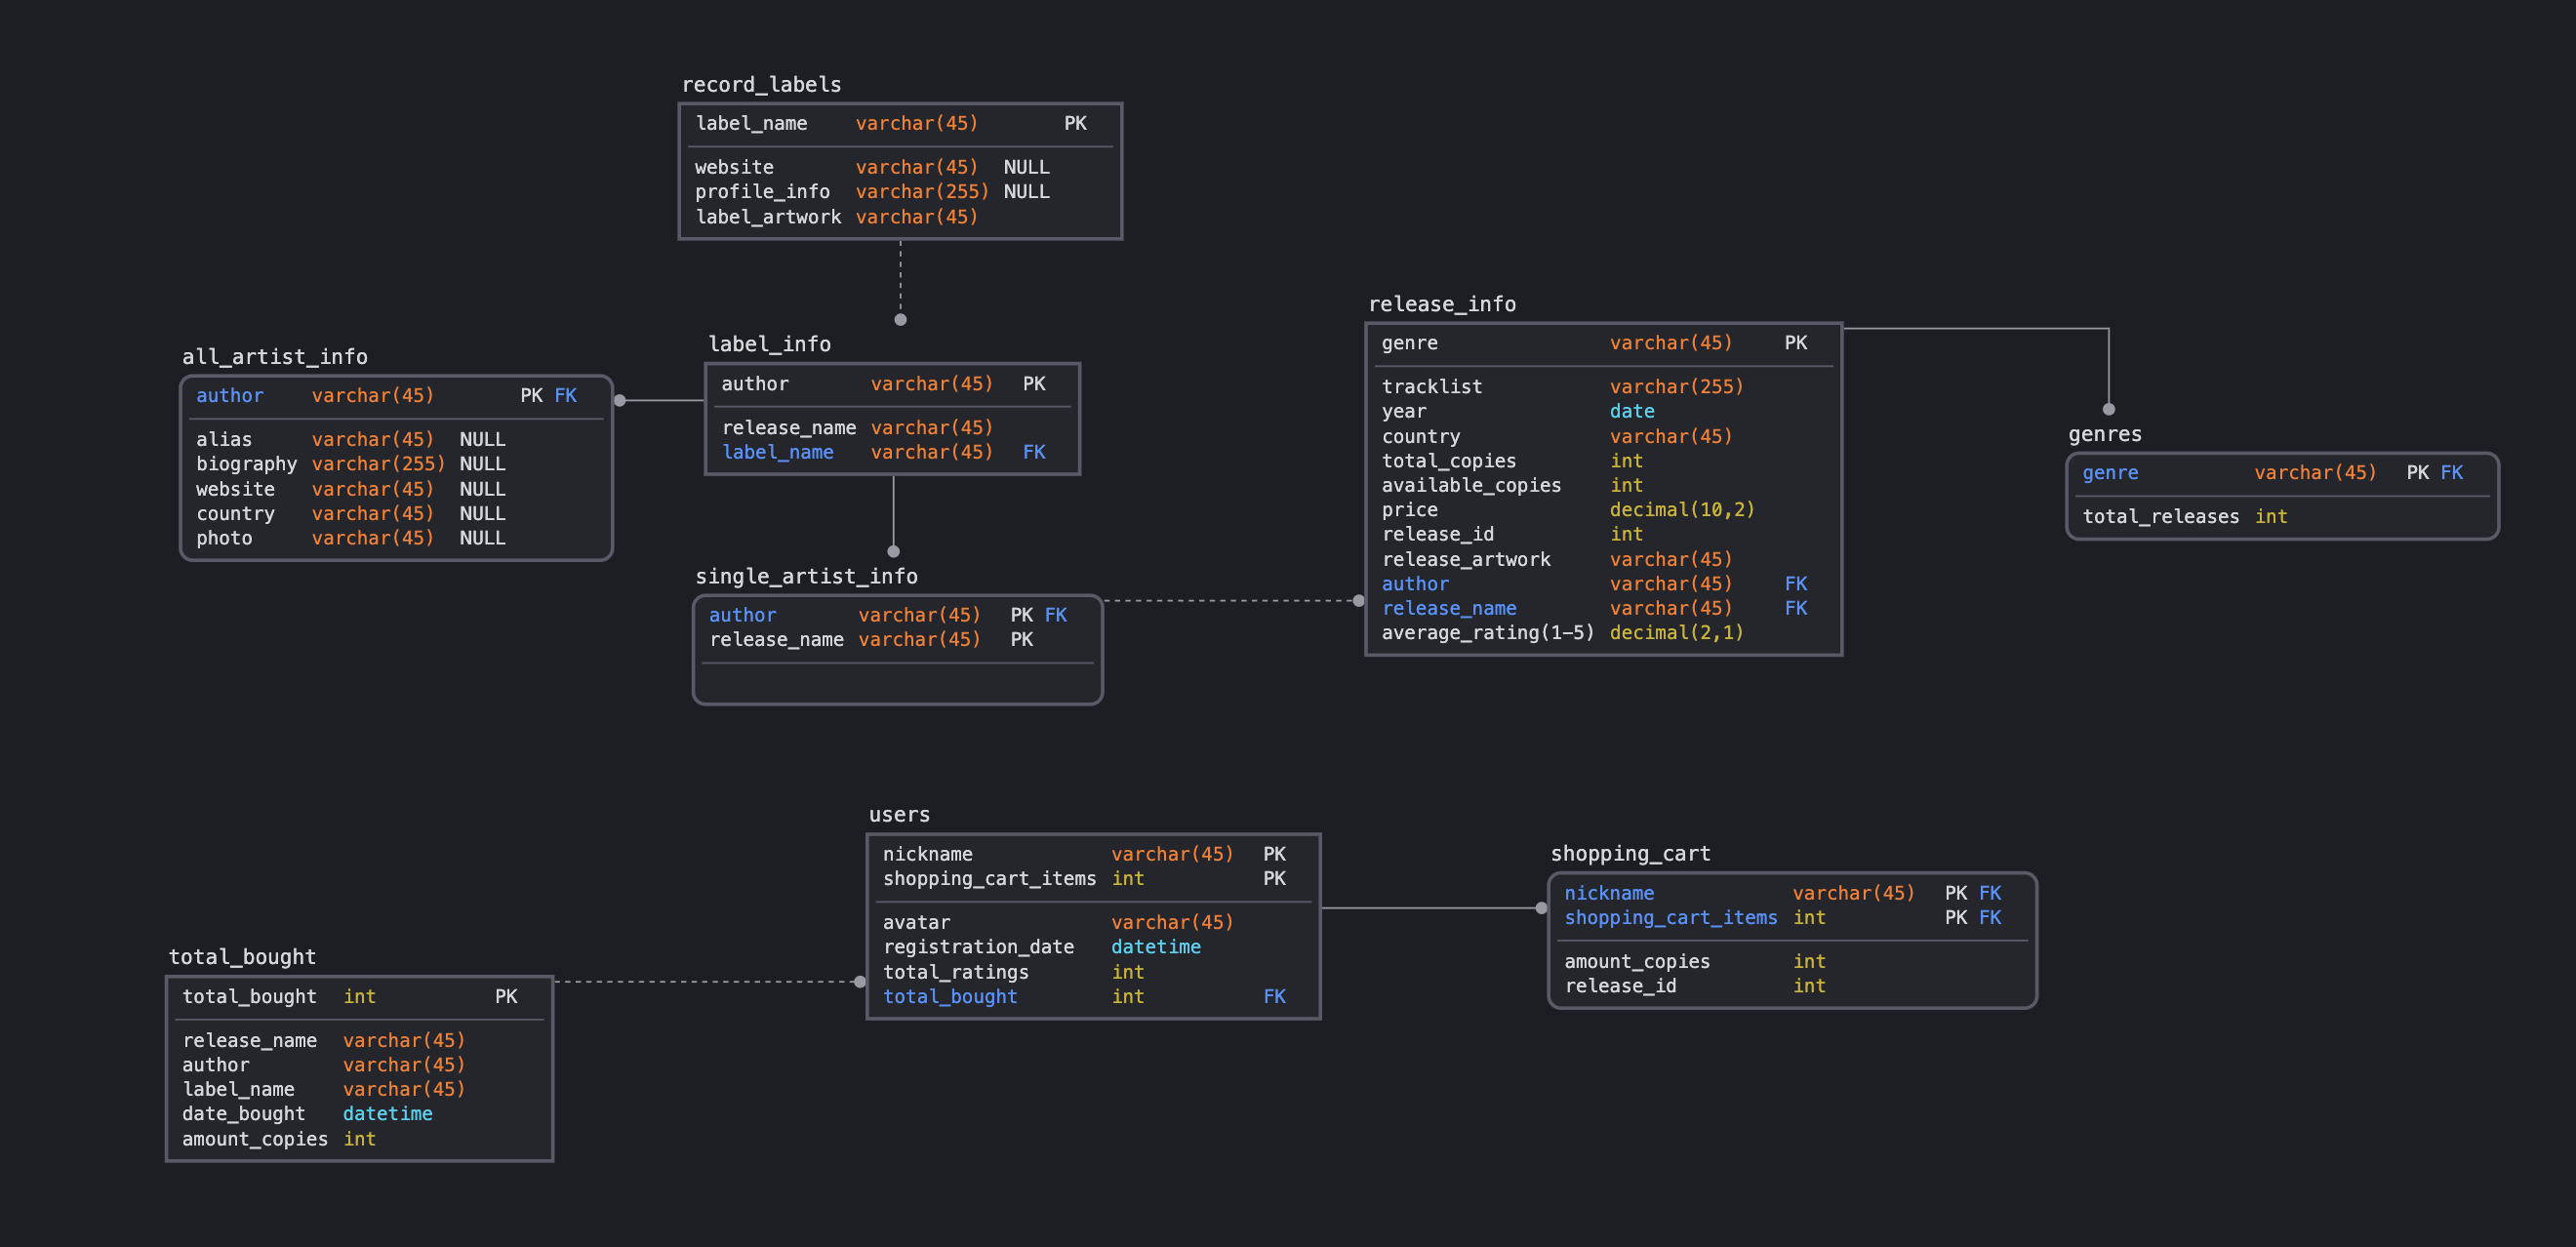 record_labels
label_name varchar(45) PK
website varchar(45) NULL
profile_info varchar(255) NULL
label_artwork varchar(45)
all_artist_info
author varchar(45) PK FK
alias varchar(45) NULL
biography varchar(255) NULL
website varchar(45) NULL
country varchar(45) NULL
photo varchar(45) NULL
label_info
author varchar(45) PK
release_name varchar(45)
label_name varchar(45) FK
single_artist_info
author varchar(45) PK FK
release_name varchar(45) PK
release_info
genre varchar(45) PK
tracklist varchar(255)
year date
country varchar(45)
total_copies int
available_copies int
price decimal(10,2)
release_id int
release_artwork varchar(45)
author varchar(45) FK
release_name varchar(45) FK
average_rating(1-5) decimal(2,1)
genres
genre varchar(45) PK FK
total_releases int
total_bought
total_bought int PK
release_name varchar(45)
author varchar(45)
label_name varchar(45)
date_bought datetime
amount_copies int
users
nickname varchar(45) PK
shopping_cart_items int PK
avatar varchar(45)
registration_date datetime
total_ratings int
total_bought int FK
shopping_cart
nickname varchar(45) PK FK
shopping_cart_items int PK FK
amount_copies int
release_id int